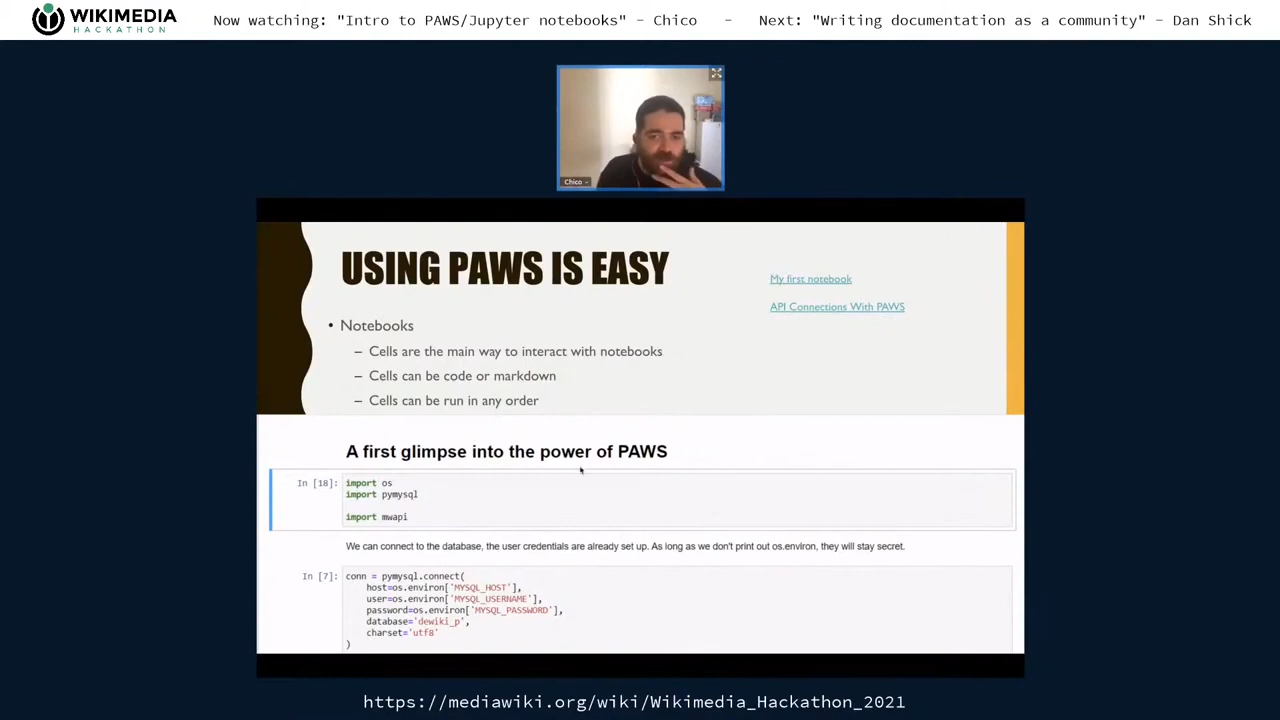 WIKIMEDIA
HACKATHON
Now watching: "Intro to PAWS/Jupyter notebooks" - Chico - Next: "Writing documentation as a community" - Dan Shick
Chico
USING PAWS IS EASY
My first notebook
API Connections With PAWS
• Notebooks
– Cells are the main way to interact with notebooks
– Cells can be code or markdown
– Cells can be run in any order
A first glimpse into the power of PAWS
In [18]:
import os
import pymysql
import mwapi
We can connect to the database, the user credentials are already set up. As long as we don't print out os.environ, they will stay secret.
In [7]:
conn = pymysql.connect(
host=os.environ['MYSQL_HOST'],
user=os.environ['MYSQL_USERNAME'],
password=os.environ['MYSQL_PASSWORD'],
database='dewiki_p',
charset='utf8'
)
https://mediawiki.org/wiki/Wikimedia_Hackathon_2021